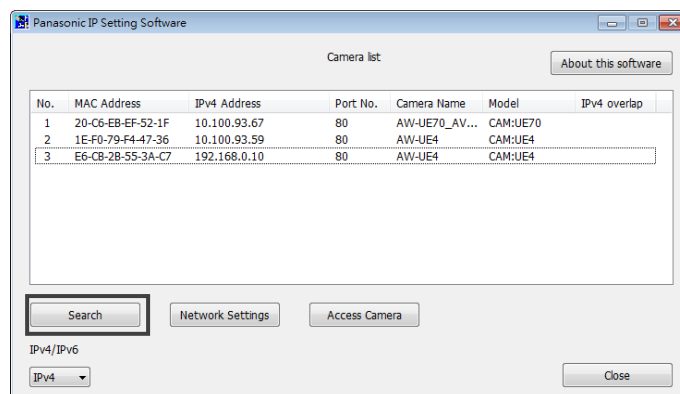 Panasonic IP Setting Software
Camera list
About this software
No. MAC Address IPv4 Address Port No. Camera Name Model IPv4 overlap
1 20-C6-EB-EF-52-1F 10.100.93.67 80 AW-UE70_AV... CAM:UE70
2 1E-F0-79-F4-47-36 10.100.93.59 80 AW-UE4 CAM:UE4
3 E6-CB-2B-55-3A-C7 192.168.0.10 80 AW-UE4 CAM:UE4
Search Network Settings Access Camera
IPv4/IPv6
IPv4 Close